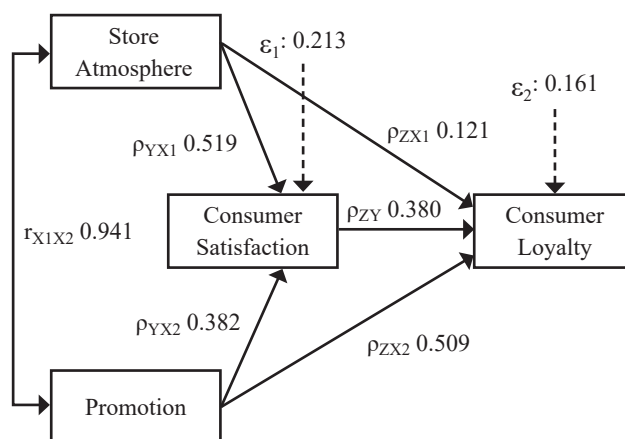 Store
Atmosphere
ε₁: 0.213
ε₂: 0.161
ρYX1 0.519
ρZX1 0.121
Consumer
Satisfaction
ρZY 0.380
Consumer
Loyalty
rX1X2 0.941
ρYX2 0.382
ρZX2 0.509
Promotion